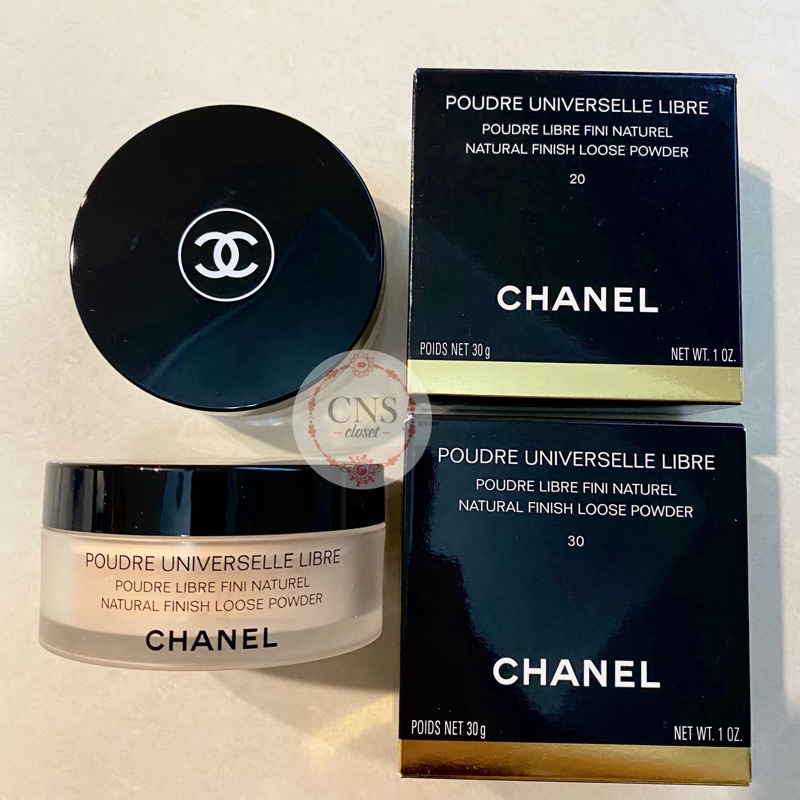 POUDRE UNIVERSELLE LIBRE
POUDRE LIBRE FINI NATUREL
NATURAL FINISH LOOSE POWDER
20
CHANEL
POIDS NET 30 g NET WT. 1 OZ.
CNS
-closet-
POUDRE UNIVERSELLE LIBRE
POUDRE LIBRE FINI NATUREL
NATURAL FINISH LOOSE POWDER
CHANEL
POUDRE UNIVERSELLE LIBRE
POUDRE LIBRE FINI NATUREL
NATURAL FINISH LOOSE POWDER
30
CHANEL
POIDS NET 30 g NET WT. 1 OZ.